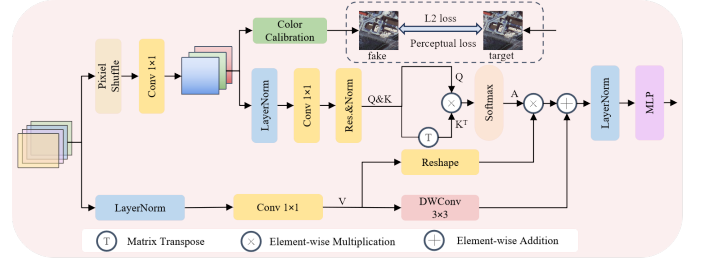 Color
Calibration
L2 loss
Perceptual loss
fake
target
Pixiel
Shuffle
Conv 1×1
LayerNorm
Conv 1×1
Res.&Norm
Q&K
Q
K^T
T
×
Softmax
A
×
+
LayerNorm
MLP
Reshape
LayerNorm
Conv 1×1
V
DWConv
3×3
T Matrix Transpose
× Element-wise Multiplication
+ Element-wise Addition